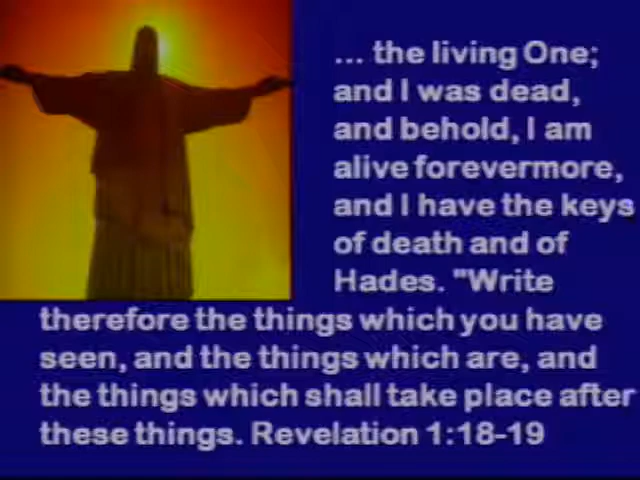 ... the living One;
and I was dead,
and behold, I am
alive forevermore,
and I have the keys
of death and of
Hades. "Write
therefore the things which you have
seen, and the things which are, and
the things which shall take place after
these things. Revelation 1:18-19